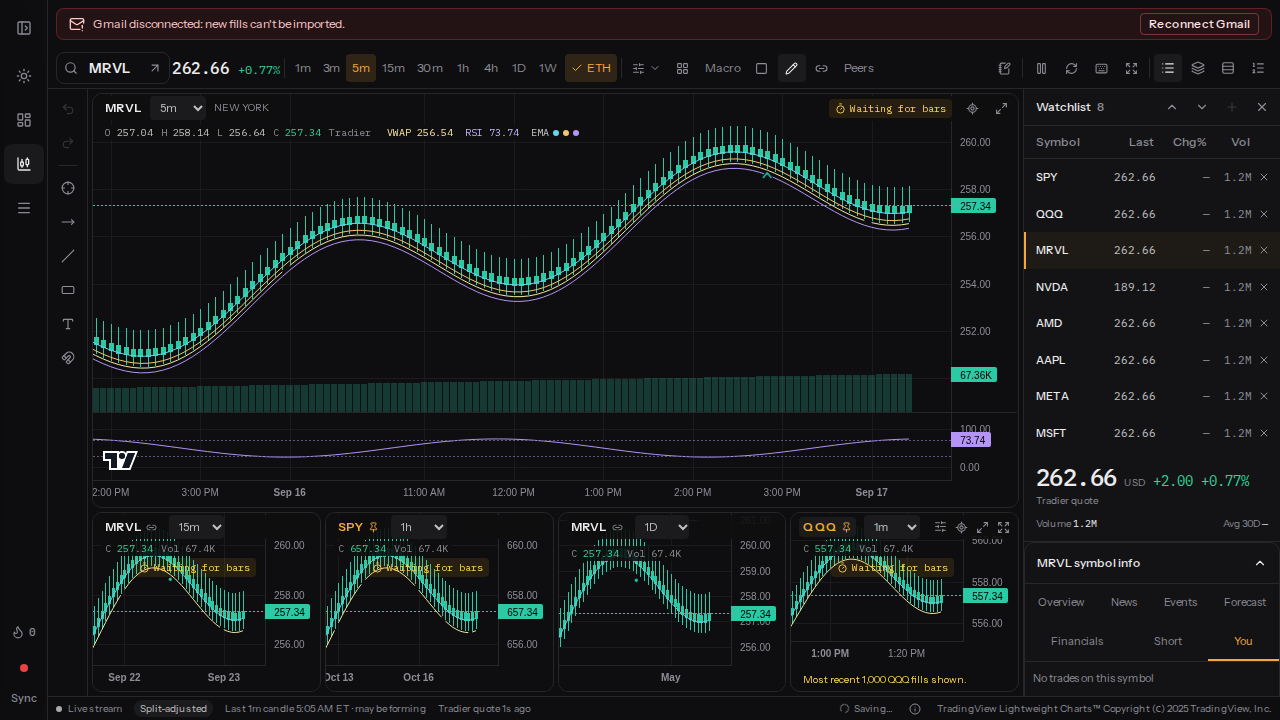 Gmail disconnected: new fills can't be imported.
Reconnect Gmail
MRVL 262.66 +0.77% 1m 3m 5m 15m 30m 1h 4h 1D 1W ETH Macro Peers
MRVL 5m NEW YORK Waiting for bars
O 257.04 H 258.14 L 256.64 C 257.34 Tradier VWAP 256.54 RSI 73.74 EMA
260.00
258.00
257.34
256.00
254.00
252.00
67.36K
100.00
73.74
0.00
2:00 PM 3:00 PM Sep 16 11:00 AM 12:00 PM 1:00 PM 2:00 PM 3:00 PM Sep 17
MRVL 15m
C 257.34 Vol 67.4K
Waiting for bars
260.00
257.34
256.00
Sep 22 Sep 23
SPY 1h
C 657.34 Vol 67.4K
Waiting for bars
660.00
657.34
656.00
Oct 13 Oct 16
MRVL 1D
C 257.34 Vol 67.4K
260.00
259.00
258.00
257.34
256.00
May
QQQ 1m
C 557.34 Vol 67.4K
Waiting for bars
560.00
558.00
557.34
556.00
1:00 PM 1:20 PM
Most recent 1,000 QQQ fills shown.
Watchlist 8
Symbol Last Chg% Vol
SPY 262.66 — 1.2M
QQQ 262.66 — 1.2M
MRVL 262.66 — 1.2M
NVDA 189.12 — 1.2M
AMD 262.66 — 1.2M
AAPL 262.66 — 1.2M
META 262.66 — 1.2M
MSFT 262.66 — 1.2M
262.66 USD +2.00 +0.77%
Tradier quote
Volume 1.2M Avg 30D —
MRVL symbol info
Overview News Events Forecast
Financials Short You
No trades on this symbol
0
Sync
Live stream Split-adjusted Last 1m candle 5:05 AM ET · may be forming Tradier quote 1s ago Saving... TradingView Lightweight Charts™ Copyright (c) 2025 TradingView, Inc.